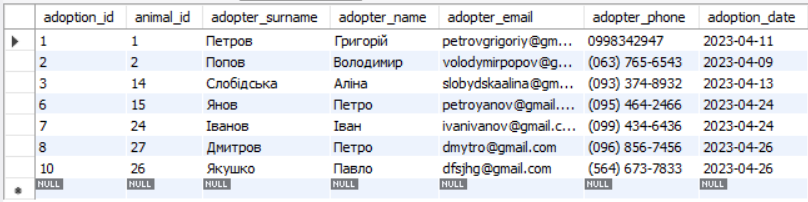 adoption_id animal_id adopter_surname adopter_name adopter_email adopter_phone adoption_date
1 1 Петров Григорій petrovgrigoriy@gm... 0998342947 2023-04-11
2 2 Попов Володимир volodymirpopov@g... (063) 765-6543 2023-04-09
3 14 Слобідська Аліна slobydskaalina@gm... (093) 374-8932 2023-04-13
6 15 Янов Петро petroyanov@gmail.... (095) 464-2466 2023-04-24
7 24 Іванов Іван ivanivanov@gmail.c... (099) 434-6436 2023-04-24
8 27 Дмитров Петро dmytro@gmail.com (096) 856-7456 2023-04-26
10 26 Якушко Павло dfsjhg@gmail.com (564) 673-7833 2023-04-26
NULL NULL NULL NULL NULL NULL NULL